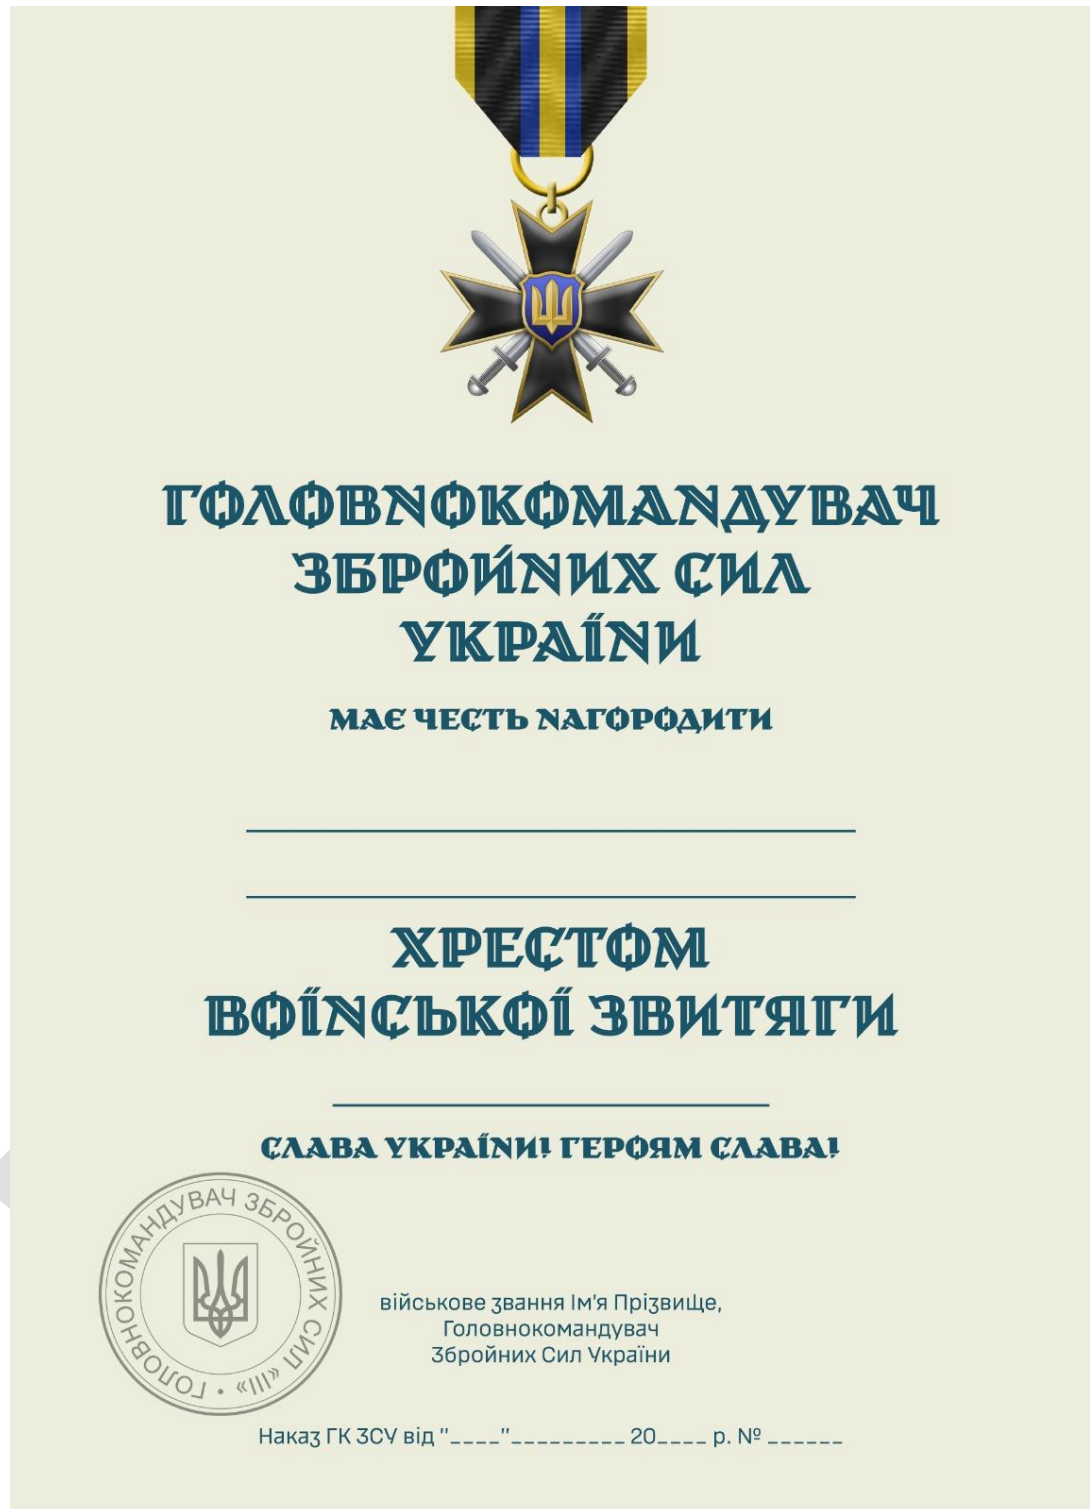 ГОЛОВНОКОМАНДУВАЧ
ЗБРОЙНИХ СИЛ
УКРАЇНИ
МАЄ ЧЕСТЬ НАГОРОДИТИ
ХРЕСТОМ
ВОЇНСЬКОЇ ЗВИТЯГИ
СЛАВА УКРАЇНИ! ГЕРОЯМ СЛАВА!
ГОЛОВНОКОМАНДУВАЧ ЗБРОЙНИХ СИЛ «ІІІ» •
військове звання Ім'я Прізвище,
Головнокомандувач
Збройних Сил України
Наказ ГК ЗСУ від "____"_________ 20____ р. № ______